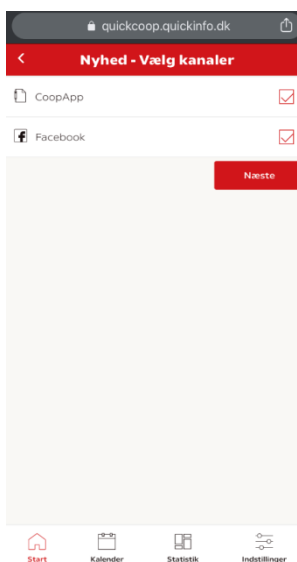 quickcoop.quickinfo.dk
Nyhed - Vælg kanaler
CoopApp
Facebook
Næste
Start Kalender Statistik Indstillinger